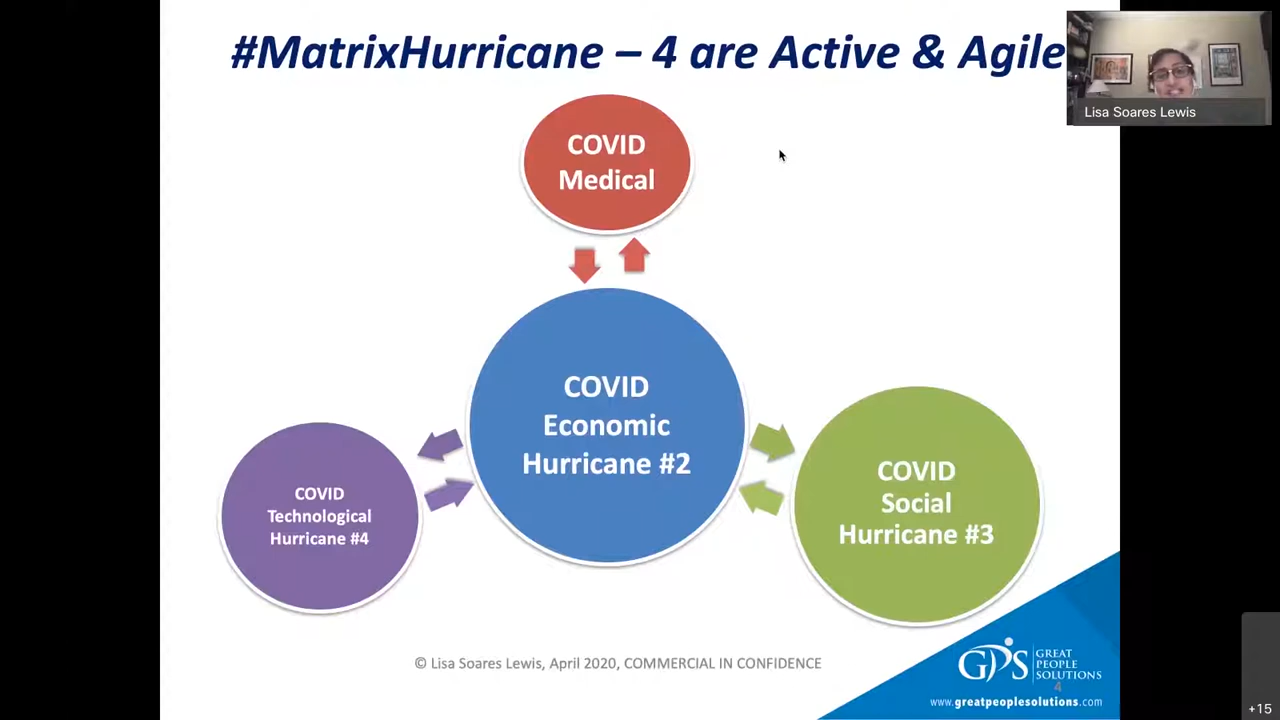 #MatrixHurricane – 4 are Active & Agile
Lisa Soares Lewis
COVID
Medical
COVID
Economic
Hurricane #2
COVID
Technological
Hurricane #4
COVID
Social
Hurricane #3
© Lisa Soares Lewis, April 2020, COMMERCIAL IN CONFIDENCE
GPS
GREAT
PEOPLE
SOLUTIONS
4
www.greatpeoplesolutions.com
+15